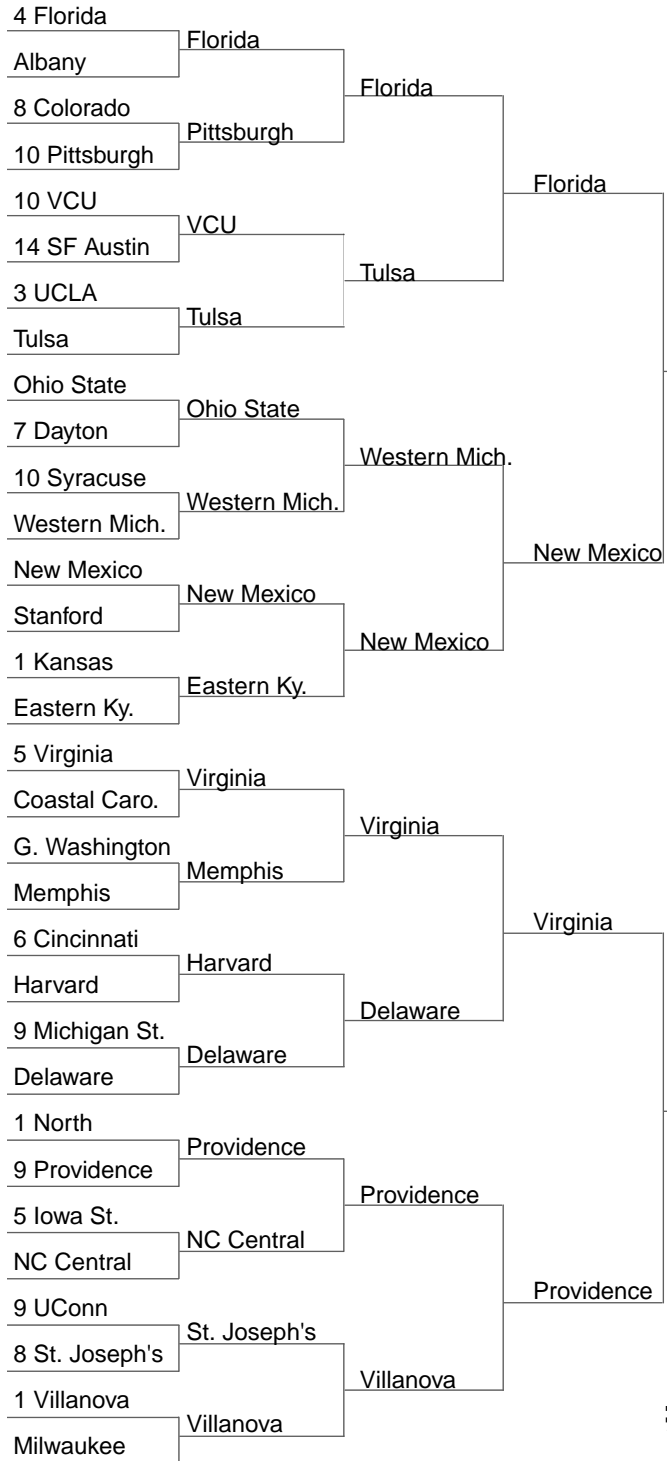 4 Florida
Albany
8 Colorado
10 Pittsburgh
10 VCU
14 SF Austin
3 UCLA
Tulsa
Ohio State
7 Dayton
10 Syracuse
Western Mich.
New Mexico
Stanford
1 Kansas
Eastern Ky.
5 Virginia
Coastal Caro.
G. Washington
Memphis
6 Cincinnati
Harvard
9 Michigan St.
Delaware
1 North
9 Providence
5 Iowa St.
NC Central
9 UConn
8 St. Joseph's
1 Villanova
Milwaukee
Florida
Pittsburgh
VCU
Tulsa
Ohio State
Western Mich.
New Mexico
Eastern Ky.
Virginia
Memphis
Harvard
Delaware
Providence
NC Central
St. Joseph's
Villanova
Florida
Tulsa
Western Mich.
New Mexico
Virginia
Delaware
Providence
Villanova
Florida
New Mexico
Virginia
Providence